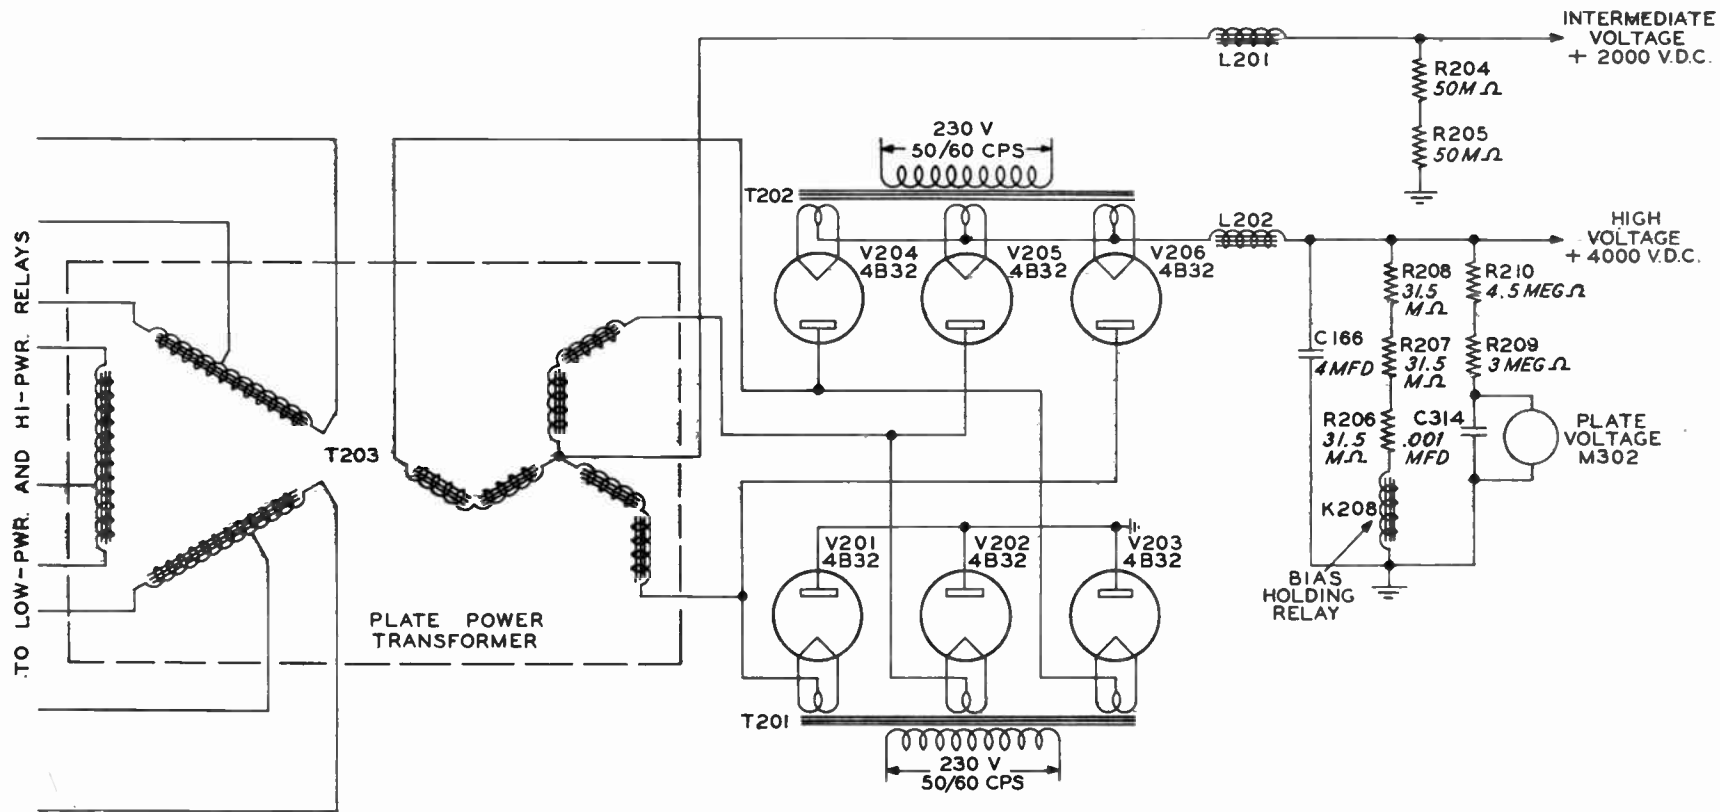 INTERMEDIATE
VOLTAGE
+ 2000 V.D.C.
L201
R204
50M Ω
R205
50M Ω
230 V
50/60 CPS
T202
L202
HIGH
VOLTAGE
+ 4000 V.D.C.
V204
4B32
V205
4B32
V206
4B32
R208
31.5
M Ω
R210
4.5 MEG Ω
C166
4MFD
R207
31.5
M Ω
R209
3 MEG Ω
R206
31.5
M Ω
C314
.001
MFD
PLATE
VOLTAGE
M302
K208
BIAS
HOLDING
RELAY
TO LOW-PWR. AND HI-PWR. RELAYS
T203
PLATE POWER
TRANSFORMER
V201
4B32
V202
4B32
V203
4B32
T201
230 V
50/60 CPS